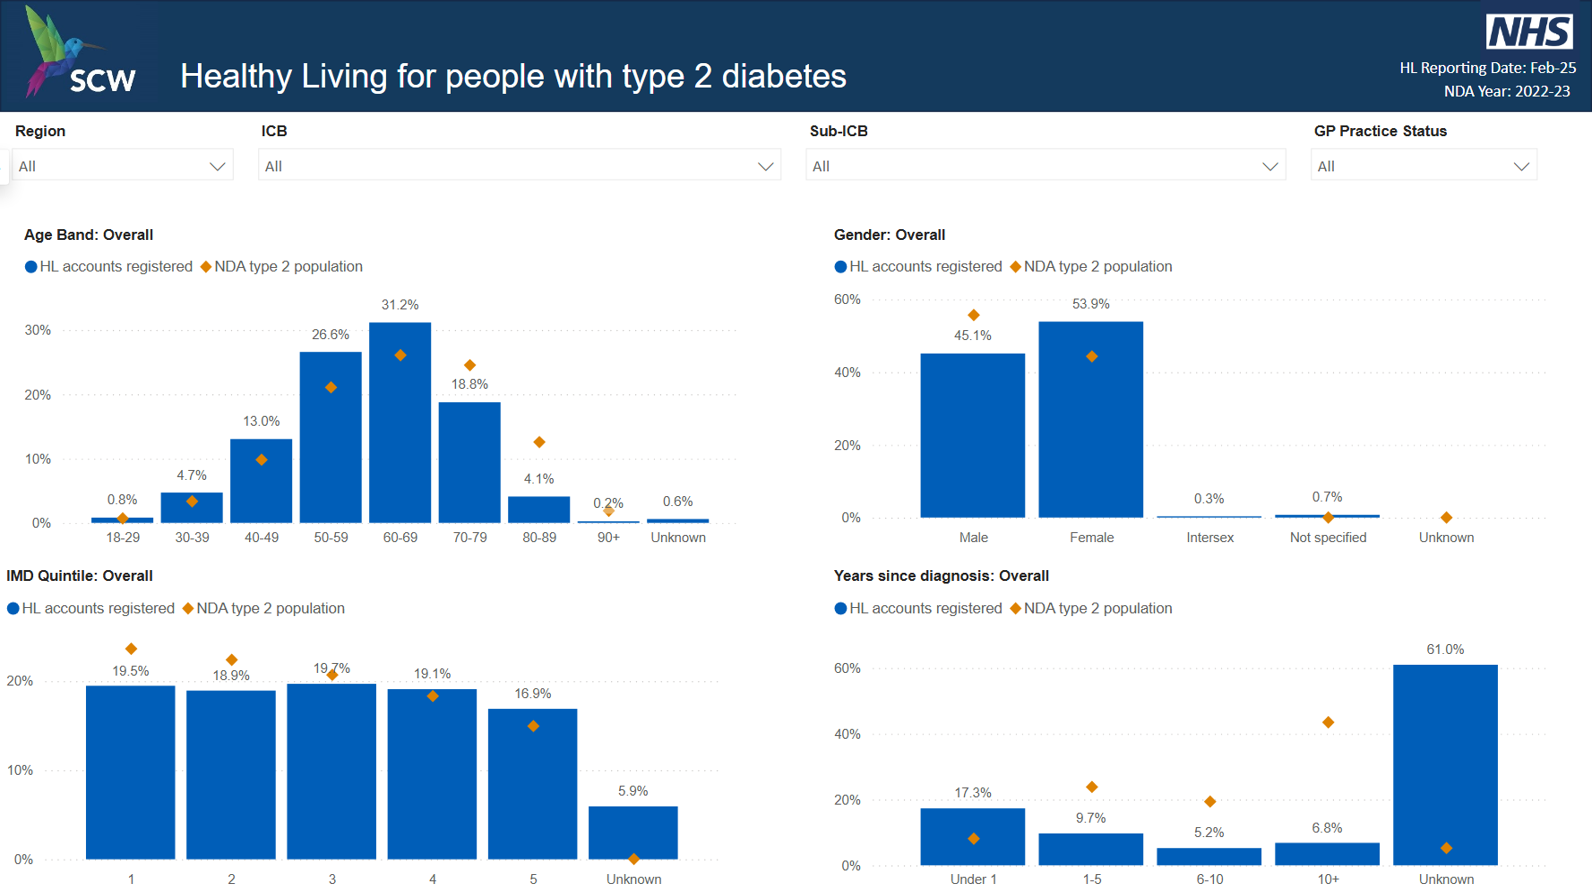 SCW
Healthy Living for people with type 2 diabetes
NHS
HL Reporting Date: Feb-25
NDA Year: 2022-23
Region
ICB
Sub-ICB
GP Practice Status
All
All
All
All
Age Band: Overall
HL accounts registered NDA type 2 population
30%
20%
10%
0%
0.8%
4.7%
13.0%
26.6%
31.2%
18.8%
4.1%
0.2%
0.6%
18-29 30-39 40-49 50-59 60-69 70-79 80-89 90+ Unknown
Gender: Overall
HL accounts registered NDA type 2 population
60%
40%
20%
0%
45.1%
53.9%
0.3%
0.7%
Male Female Intersex Not specified Unknown
IMD Quintile: Overall
HL accounts registered NDA type 2 population
20%
10%
0%
19.5%
18.9%
19.7%
19.1%
16.9%
5.9%
1 2 3 4 5 Unknown
Years since diagnosis: Overall
HL accounts registered NDA type 2 population
60%
40%
20%
0%
17.3%
9.7%
5.2%
6.8%
61.0%
Under 1 1-5 6-10 10+ Unknown